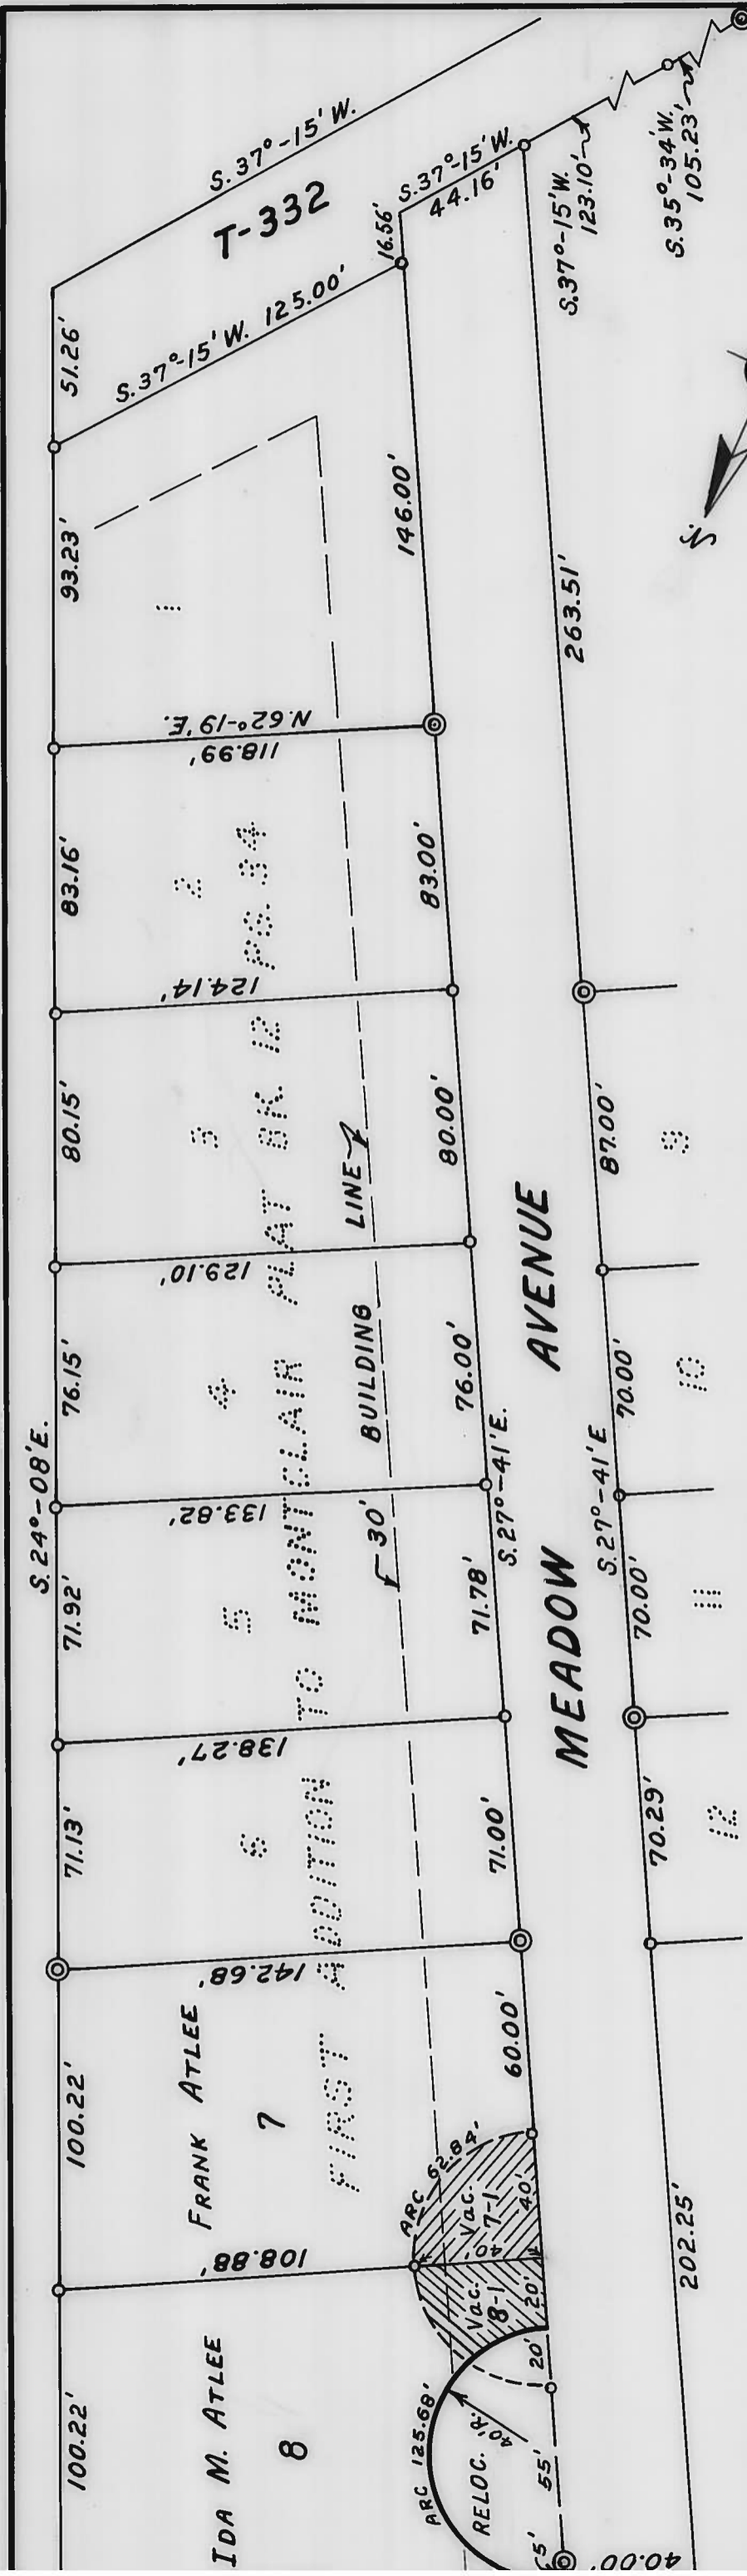 S. 37°-15' W.
T-332
S. 37°-15' W.
44.16'
16.56'
S. 37°-15' W. 125.00'
51.26'
S. 37°-15' W.
123.10'
S. 35°-34' W.
105.23'
N.
93.23'
1
146.00'
263.51'
N. 62°-19' E.
118.99'
83.16'
2
83.00'
124.14'
80.15'
3
80.00'
87.00'
9
129.10'
76.15'
4
76.00'
70.00'
10
133.82'
S. 24°-08' E.
S. 27°-41' E.
S. 27°-41' E
71.92'
5
71.78'
70.00'
11
138.27'
71.13'
6
71.00'
70.29'
12
142.68'
30'
BUILDING LINE
MEADOW AVENUE
FIRST ADDITION TO MONTCLAIR PLAT BK. 12 PG. 34
100.22'
FRANK ATLEE
7
60.00'
ARC 62.84'
Vac.
7-1
40'
40'
108.88'
Vac.
8-1
20'
20'
202.25'
100.22'
IDA M. ATLEE
8
ARC 125.68'
RELOC.
40'R.
55'
5'
40.00'